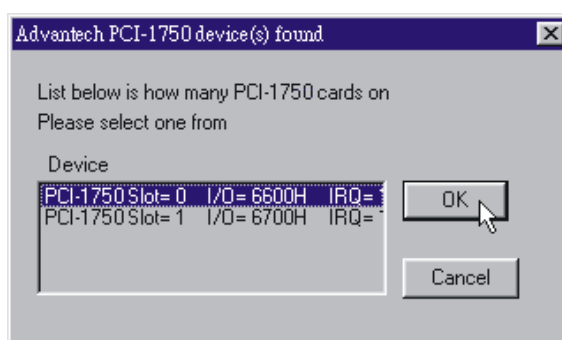 Advantech PCI-1750 device(s) found
List below is how many PCI-1750 cards on
Please select one from
Device
PCI-1750 Slot= 0 I/O= 6600H IRQ=
PCI-1750 Slot= 1 I/O= 6700H IRQ=
OK
Cancel